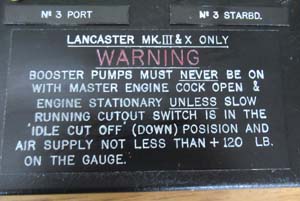 Nº 3 PORT
Nº 3 STARBD.
LANCASTER MK.III & X ONLY
WARNING
BOOSTER PUMPS MUST NEVER BE ON
WITH MASTER ENGINE COCK OPEN &
ENGINE STATIONARY UNLESS SLOW
RUNNING CUTOUT SWITCH IS IN THE
'IDLE CUT OFF' (DOWN) POSISION AND
AIR SUPPLY NOT LESS THAN + 120 LB.
ON THE GAUGE.